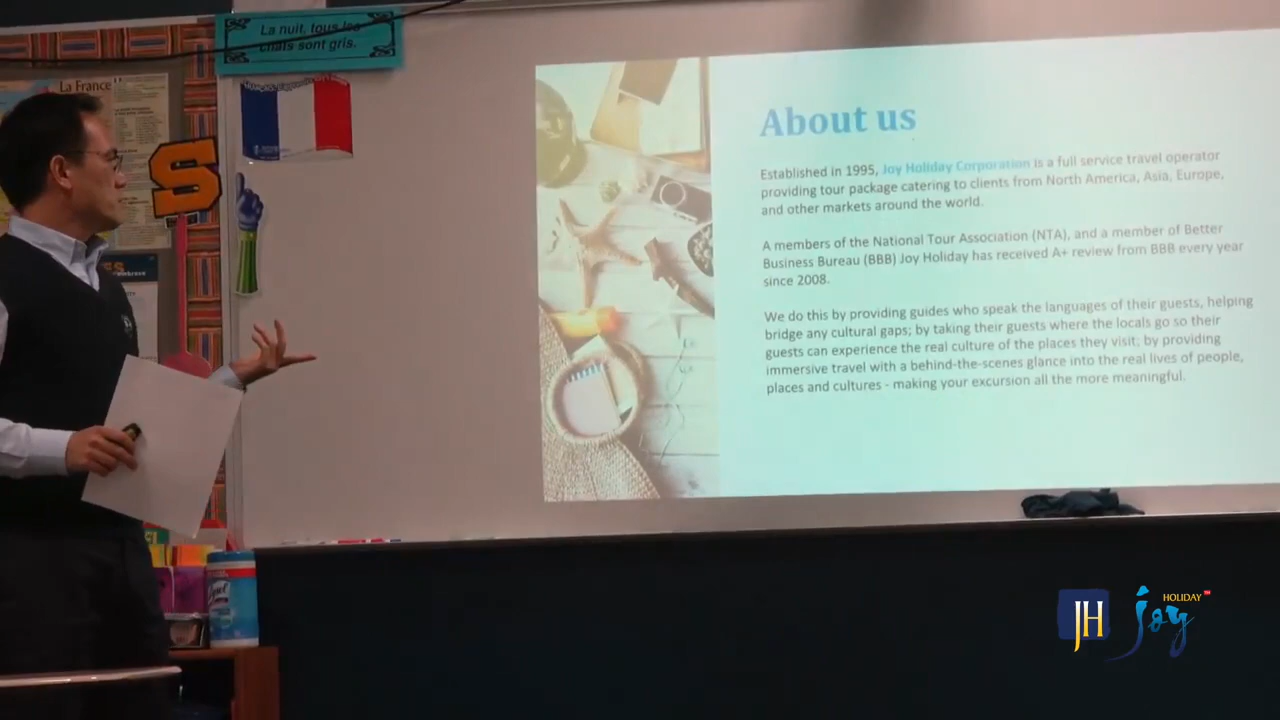 La nuit, tous les
chats sont gris.
La France
S
About us
Established in 1995, Joy Holiday Corporation is a full service travel operator
providing tour package catering to clients from North America, Asia, Europe,
and other markets around the world.
A members of the National Tour Association (NTA), and a member of Better
Business Bureau (BBB) Joy Holiday has received A+ review from BBB every year
since 2008.
We do this by providing guides who speak the languages of their guests, helping
bridge any cultural gaps; by taking their guests where the locals go so their
guests can experience the real culture of the places they visit; by providing
immersive travel with a behind-the-scenes glance into the real lives of people,
places and cultures - making your excursion all the more meaningful.
JH
HOLIDAY
joy